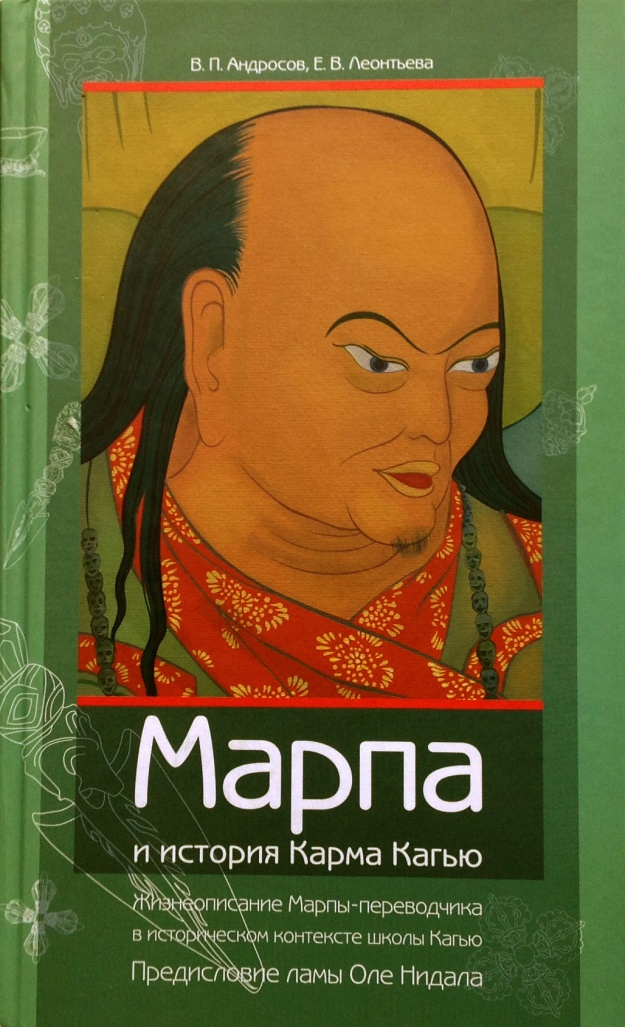 В. П. Андросов, Е. В. Леонтьева
Марпа
и история Карма Кагью
Жизнеописание Марпы-переводчика
в историческом контексте школы Кагью
Предисловие ламы Оле Нидала